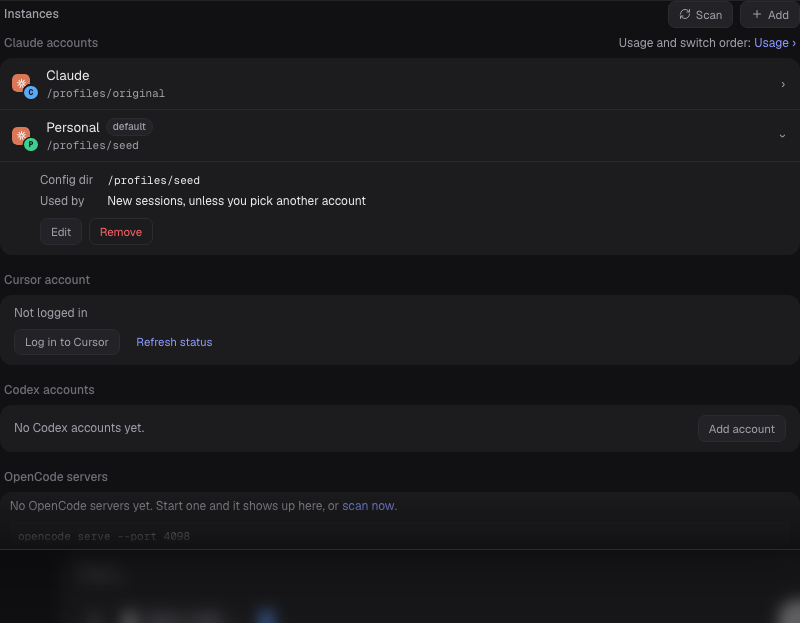 Instances
Scan
+ Add
Claude accounts
Usage and switch order: Usage ›
Claude
C
/profiles/original
Personal default
P
/profiles/seed
Config dir /profiles/seed
Used by New sessions, unless you pick another account
Edit
Remove
Cursor account
Not logged in
Log in to Cursor
Refresh status
Codex accounts
No Codex accounts yet.
Add account
OpenCode servers
No OpenCode servers yet. Start one and it shows up here, or scan now.
opencode serve --port 4098